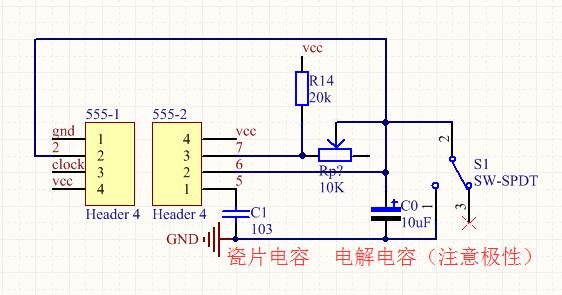 vcc
R14
20k
555-1
555-2
gnd
1
4
vcc
2
2
3
7
clock
3
2
6
vcc
4
1
5
Header 4
Header 4
Rp?
10K
2
S1
SW-SPDT
1
3
C1
103
C0
10uF
+
GND
瓷片电容 电解电容（注意极性）